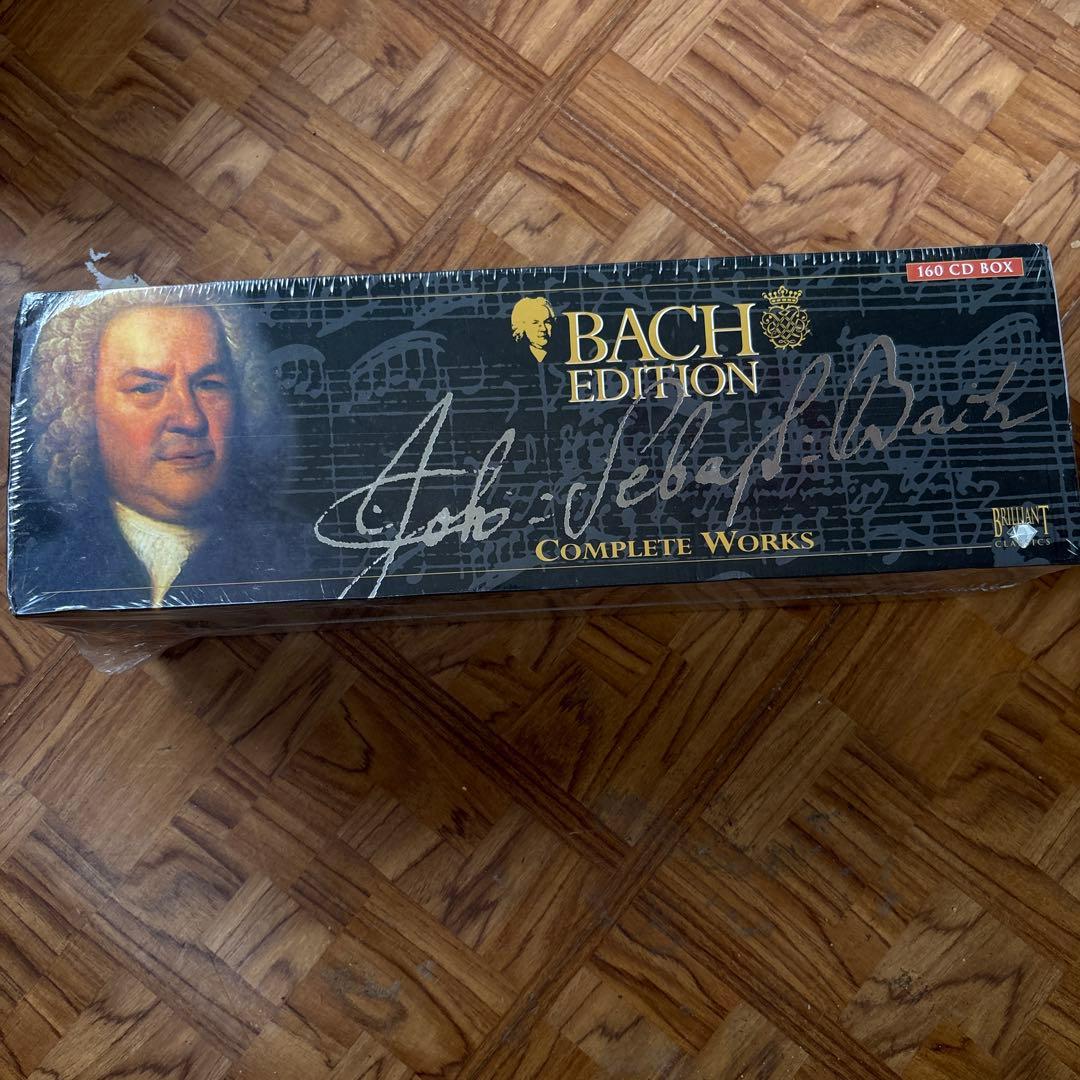 160 CD BOX
BACH
EDITION
Joh: Sebast: Bach
COMPLETE WORKS
BRILLIANT
CLASSICS